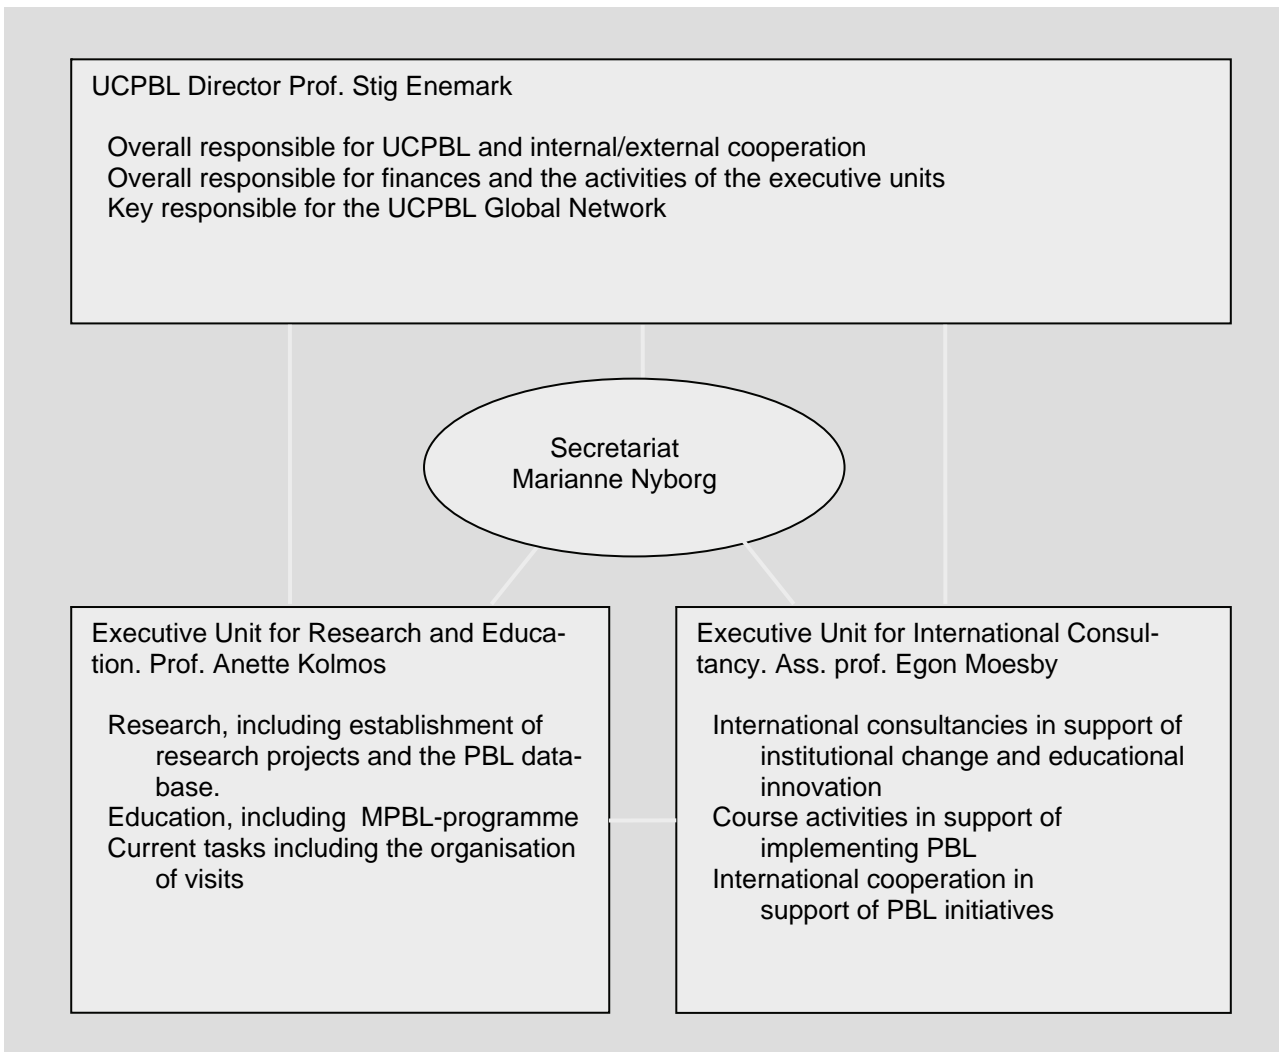 UCPBL Director Prof. Stig Enemark
Overall responsible for UCPBL and internal/external cooperation
Overall responsible for finances and the activities of the executive units
Key responsible for the UCPBL Global Network
Secretariat
Marianne Nyborg
Executive Unit for Research and Educa-
tion. Prof. Anette Kolmos
Research, including establishment of
research projects and the PBL data-
base.
Education, including  MPBL-programme
Current tasks including the organisation
of visits
Executive Unit for International Consul-
tancy. Ass. prof. Egon Moesby
International consultancies in support of
institutional change and educational
innovation
Course activities in support of
implementing PBL
International cooperation in
support of PBL initiatives